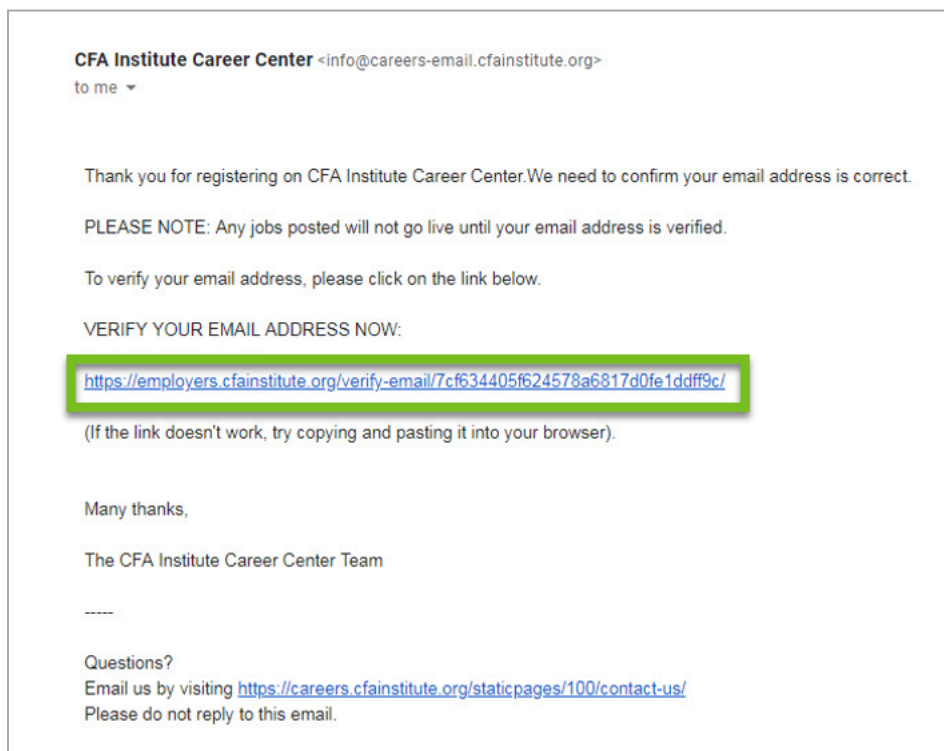 CFA Institute Career Center <info@careers-email.cfainstitute.org>
to me
Thank you for registering on CFA Institute Career Center.We need to confirm your email address is correct.
PLEASE NOTE: Any jobs posted will not go live until your email address is verified.
To verify your email address, please click on the link below.
VERIFY YOUR EMAIL ADDRESS NOW:
https://employers.cfainstitute.org/verify-email/7cf634405f624578a6817d0fe1ddff9c/
(If the link doesn't work, try copying and pasting it into your browser).
Many thanks,
The CFA Institute Career Center Team
-----
Questions?
Email us by visiting https://careers.cfainstitute.org/staticpages/100/contact-us/
Please do not reply to this email.